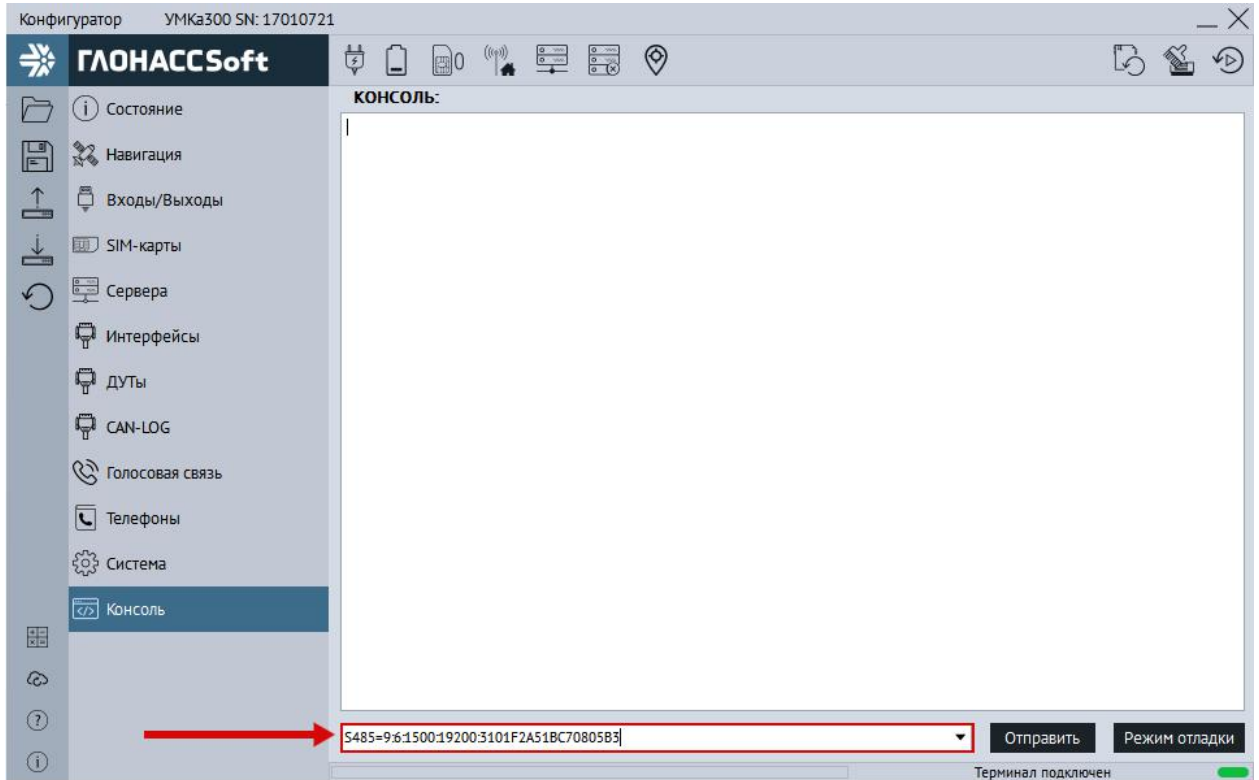 Конфигуратор УМКа300 SN: 17010721
ГЛОНАССSoft
0
КОНСОЛЬ:
Состояние
Навигация
Входы/Выходы
SIM-карты
Сервера
Интерфейсы
ДУТы
CAN-LOG
Голосовая связь
Телефоны
Система
Консоль
S485=9:6:1500:19200:3101F2A51BC70805B3
Отправить
Режим отладки
Терминал подключен